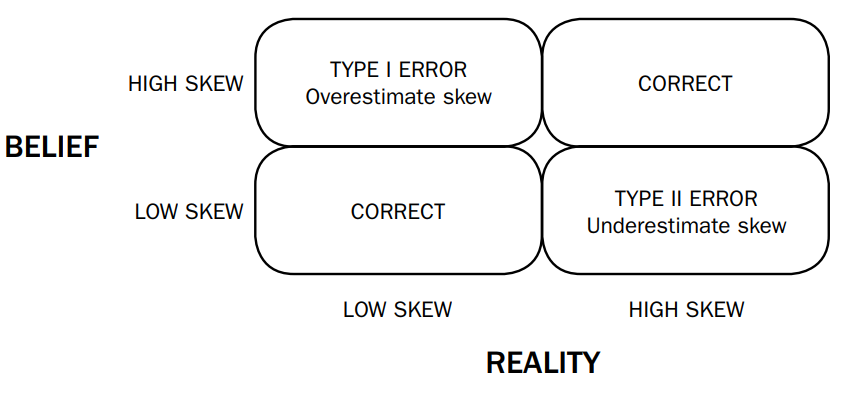 TYPE I ERROR
Overestimate skew
HIGH SKEW
CORRECT
BELIEF
LOW SKEW
CORRECT
TYPE II ERROR
Underestimate skew
LOW SKEW
HIGH SKEW
REALITY